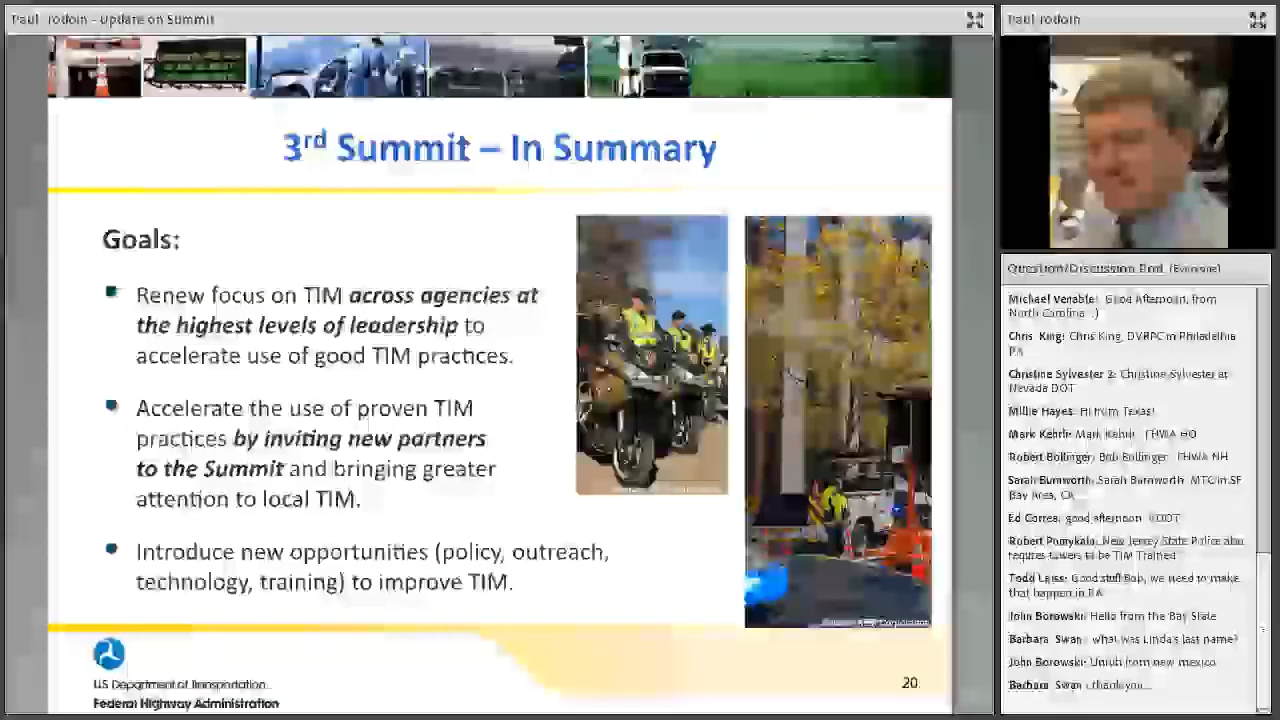 Update on Summit
3rd Summit – In Summary
Goals:
Renew focus on TIM across agencies at
the highest levels of leadership to
accelerate use of good TIM practices.
Accelerate the use of proven TIM
practices by inviting new partners
to the Summit and bringing greater
attention to local TIM.
Introduce new opportunities (policy, outreach,
technology, training) to improve TIM.
US Department of Transportation
Federal Highway Administration
20
Paul Jodoin
Question/Discussion Pod (Everyone)
Michael Venable: Good Afternoon, from
North Carolina :)
Chris King: Chris King, DVRPC in Philadelphia
PA
Christine Sylvester 2: Christine Sylvester at
Nevada DOT
Millie Hayes: Hi from Texas!
Mark Kehrli: Mark Kehrli FHWA HQ
Robert Bollinger: Bob Bollinger FHWA NH
Sarah Burnworth: Sarah Burnworth MTC in SF
Bay Area, CA
Ed Correa: good afternoon
New Jersey State Police also
requires towers to be TIM Trained
Todd Leiss: Good stuff Bob, we need to make
that happen in PA
John Borowski: Hello from the Bay State
Barbara Swan: what was Linda's last name?
John Borowski: from new mexico
Barbara Swan: thank you...